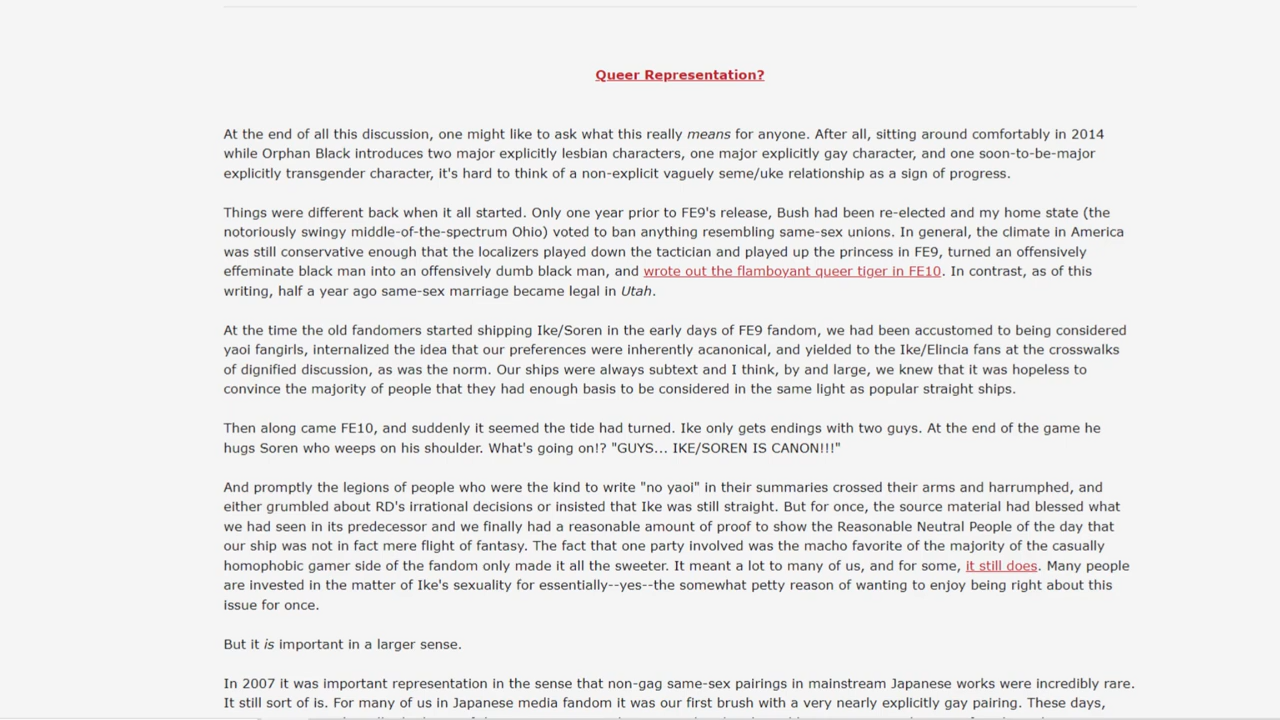 Queer Representation?
At the end of all this discussion, one might like to ask what this really means for anyone. After all, sitting around comfortably in 2014
while Orphan Black introduces two major explicitly lesbian characters, one major explicitly gay character, and one soon-to-be-major
explicitly transgender character, it's hard to think of a non-explicit vaguely seme/uke relationship as a sign of progress.
Things were different back when it all started. Only one year prior to FE9's release, Bush had been re-elected and my home state (the
notoriously swingy middle-of-the-spectrum Ohio) voted to ban anything resembling same-sex unions. In general, the climate in America
was still conservative enough that the localizers played down the tactician and played up the princess in FE9, turned an offensively
effeminate black man into an offensively dumb black man, and wrote out the flamboyant queer tiger in FE10. In contrast, as of this
writing, half a year ago same-sex marriage became legal in Utah.
At the time the old fandomers started shipping Ike/Soren in the early days of FE9 fandom, we had been accustomed to being considered
yaoi fangirls, internalized the idea that our preferences were inherently acanonical, and yielded to the Ike/Elincia fans at the crosswalks
of dignified discussion, as was the norm. Our ships were always subtext and I think, by and large, we knew that it was hopeless to
convince the majority of people that they had enough basis to be considered in the same light as popular straight ships.
Then along came FE10, and suddenly it seemed the tide had turned. Ike only gets endings with two guys. At the end of the game he
hugs Soren who weeps on his shoulder. What's going on!? "GUYS... IKE/SOREN IS CANON!!!"
And promptly the legions of people who were the kind to write "no yaoi" in their summaries crossed their arms and harrumphed, and
either grumbled about RD's irrational decisions or insisted that Ike was still straight. But for once, the source material had blessed what
we had seen in its predecessor and we finally had a reasonable amount of proof to show the Reasonable Neutral People of the day that
our ship was not in fact mere flight of fantasy. The fact that one party involved was the macho favorite of the majority of the casually
homophobic gamer side of the fandom only made it all the sweeter. It meant a lot to many of us, and for some, it still does. Many people
are invested in the matter of Ike's sexuality for essentially--yes--the somewhat petty reason of wanting to enjoy being right about this
issue for once.
But it is important in a larger sense.
In 2007 it was important representation in the sense that non-gag same-sex pairings in mainstream Japanese works were incredibly rare.
It still sort of is. For many of us in Japanese media fandom it was our first brush with a very nearly explicitly gay pairing. These days,